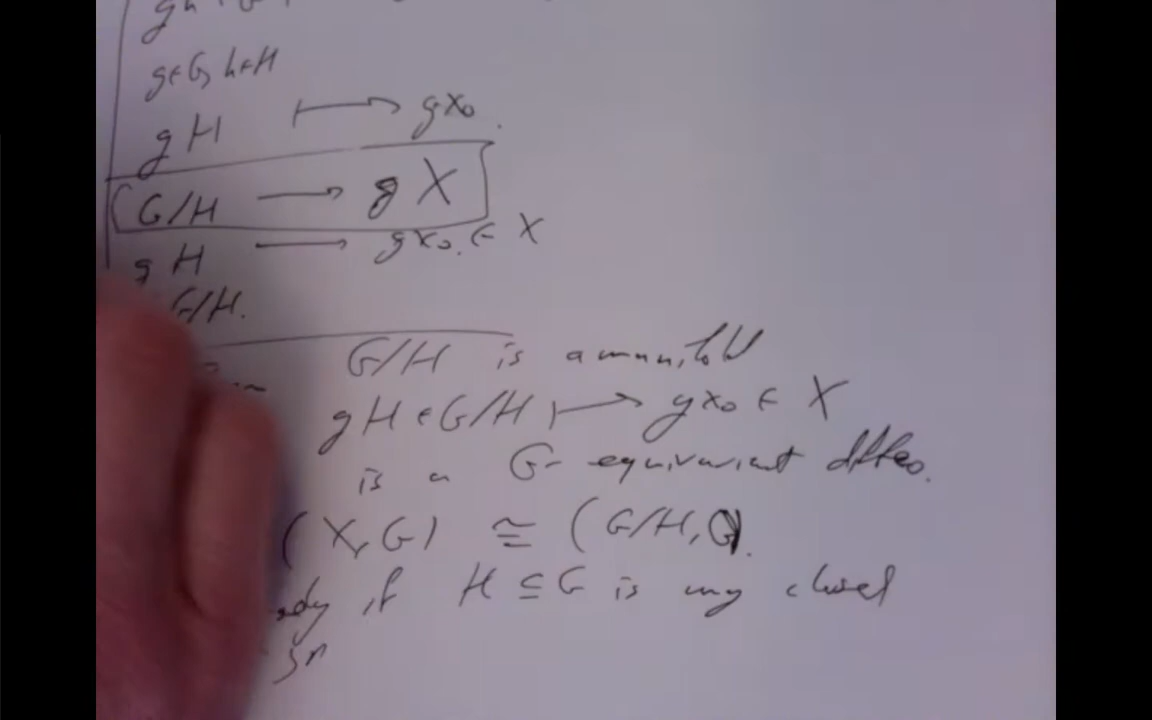 g∈G, h∈H
gH ⟼ gx₀.
G/H ⟶ g X
gH ⟶ gx₀ ∈ X
G/H.
G/H is a manifold
gH ∈ G/H ⟼ gx₀ ∈ X
is a G- equivariant diffeo.
(X, G) ≅ (G/H, G).
if H ⊆ G is any closed